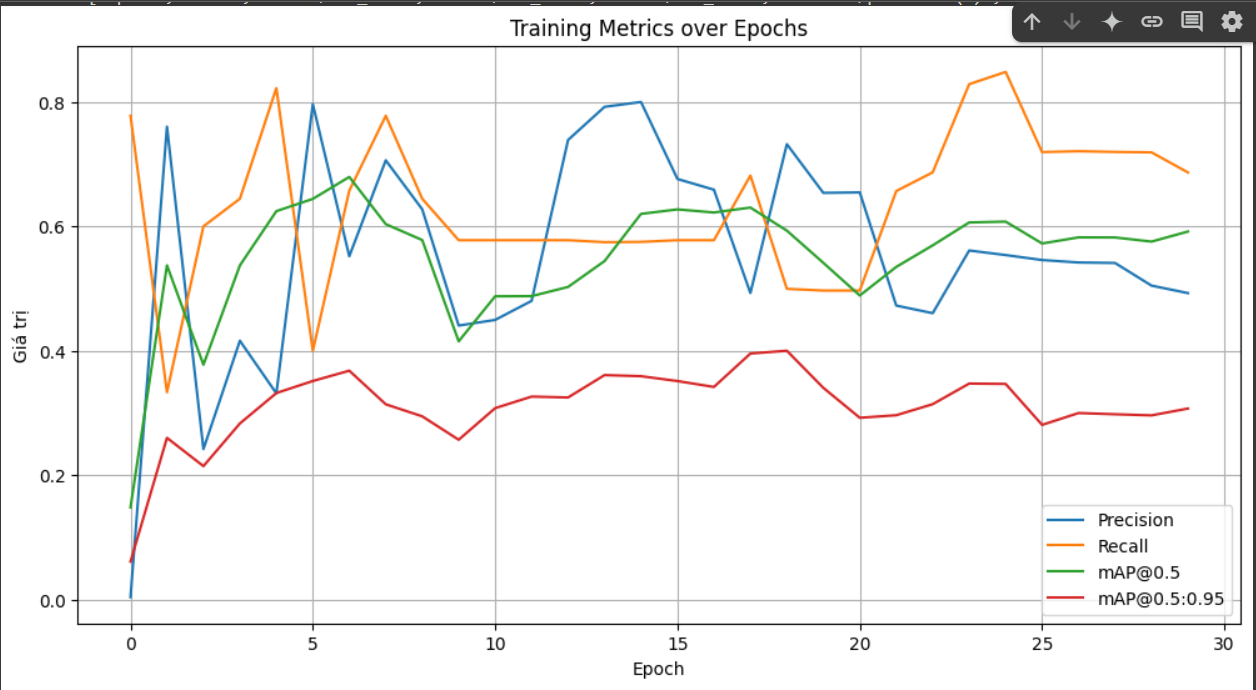 Training Metrics over Epochs
Giá trị
0.8
0.6
0.4
0.2
0.0
Precision
Recall
mAP@0.5
mAP@0.5:0.95
0 5 10 15 20 25 30
Epoch